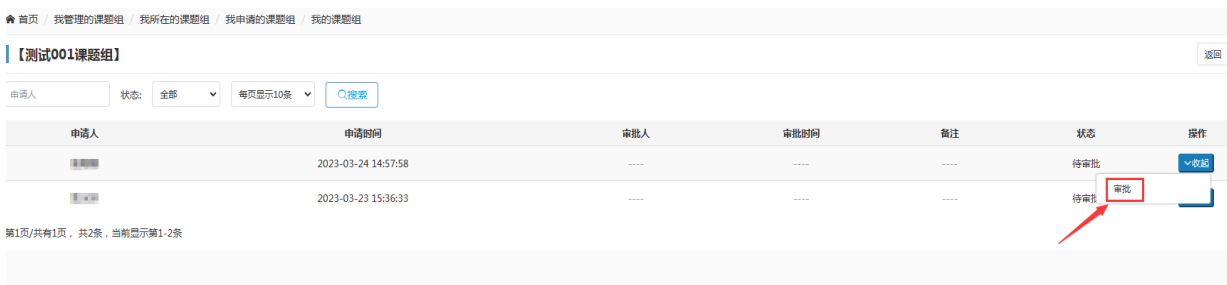 首页 / 我管理的课题组 / 我所在的课题组 / 我申请的课题组 / 我的课题组
【测试001课题组】 返回
申请人 状态: 全部 每页显示10条 搜索
申请人 申请时间 审批人 审批时间 备注 状态 操作
2023-03-24 14:57:58 ---- ---- ---- 待审批 收起
审批
2023-03-23 15:36:33 ---- ---- ---- 待审批
第1页/共有1页，共2条，当前显示第1-2条